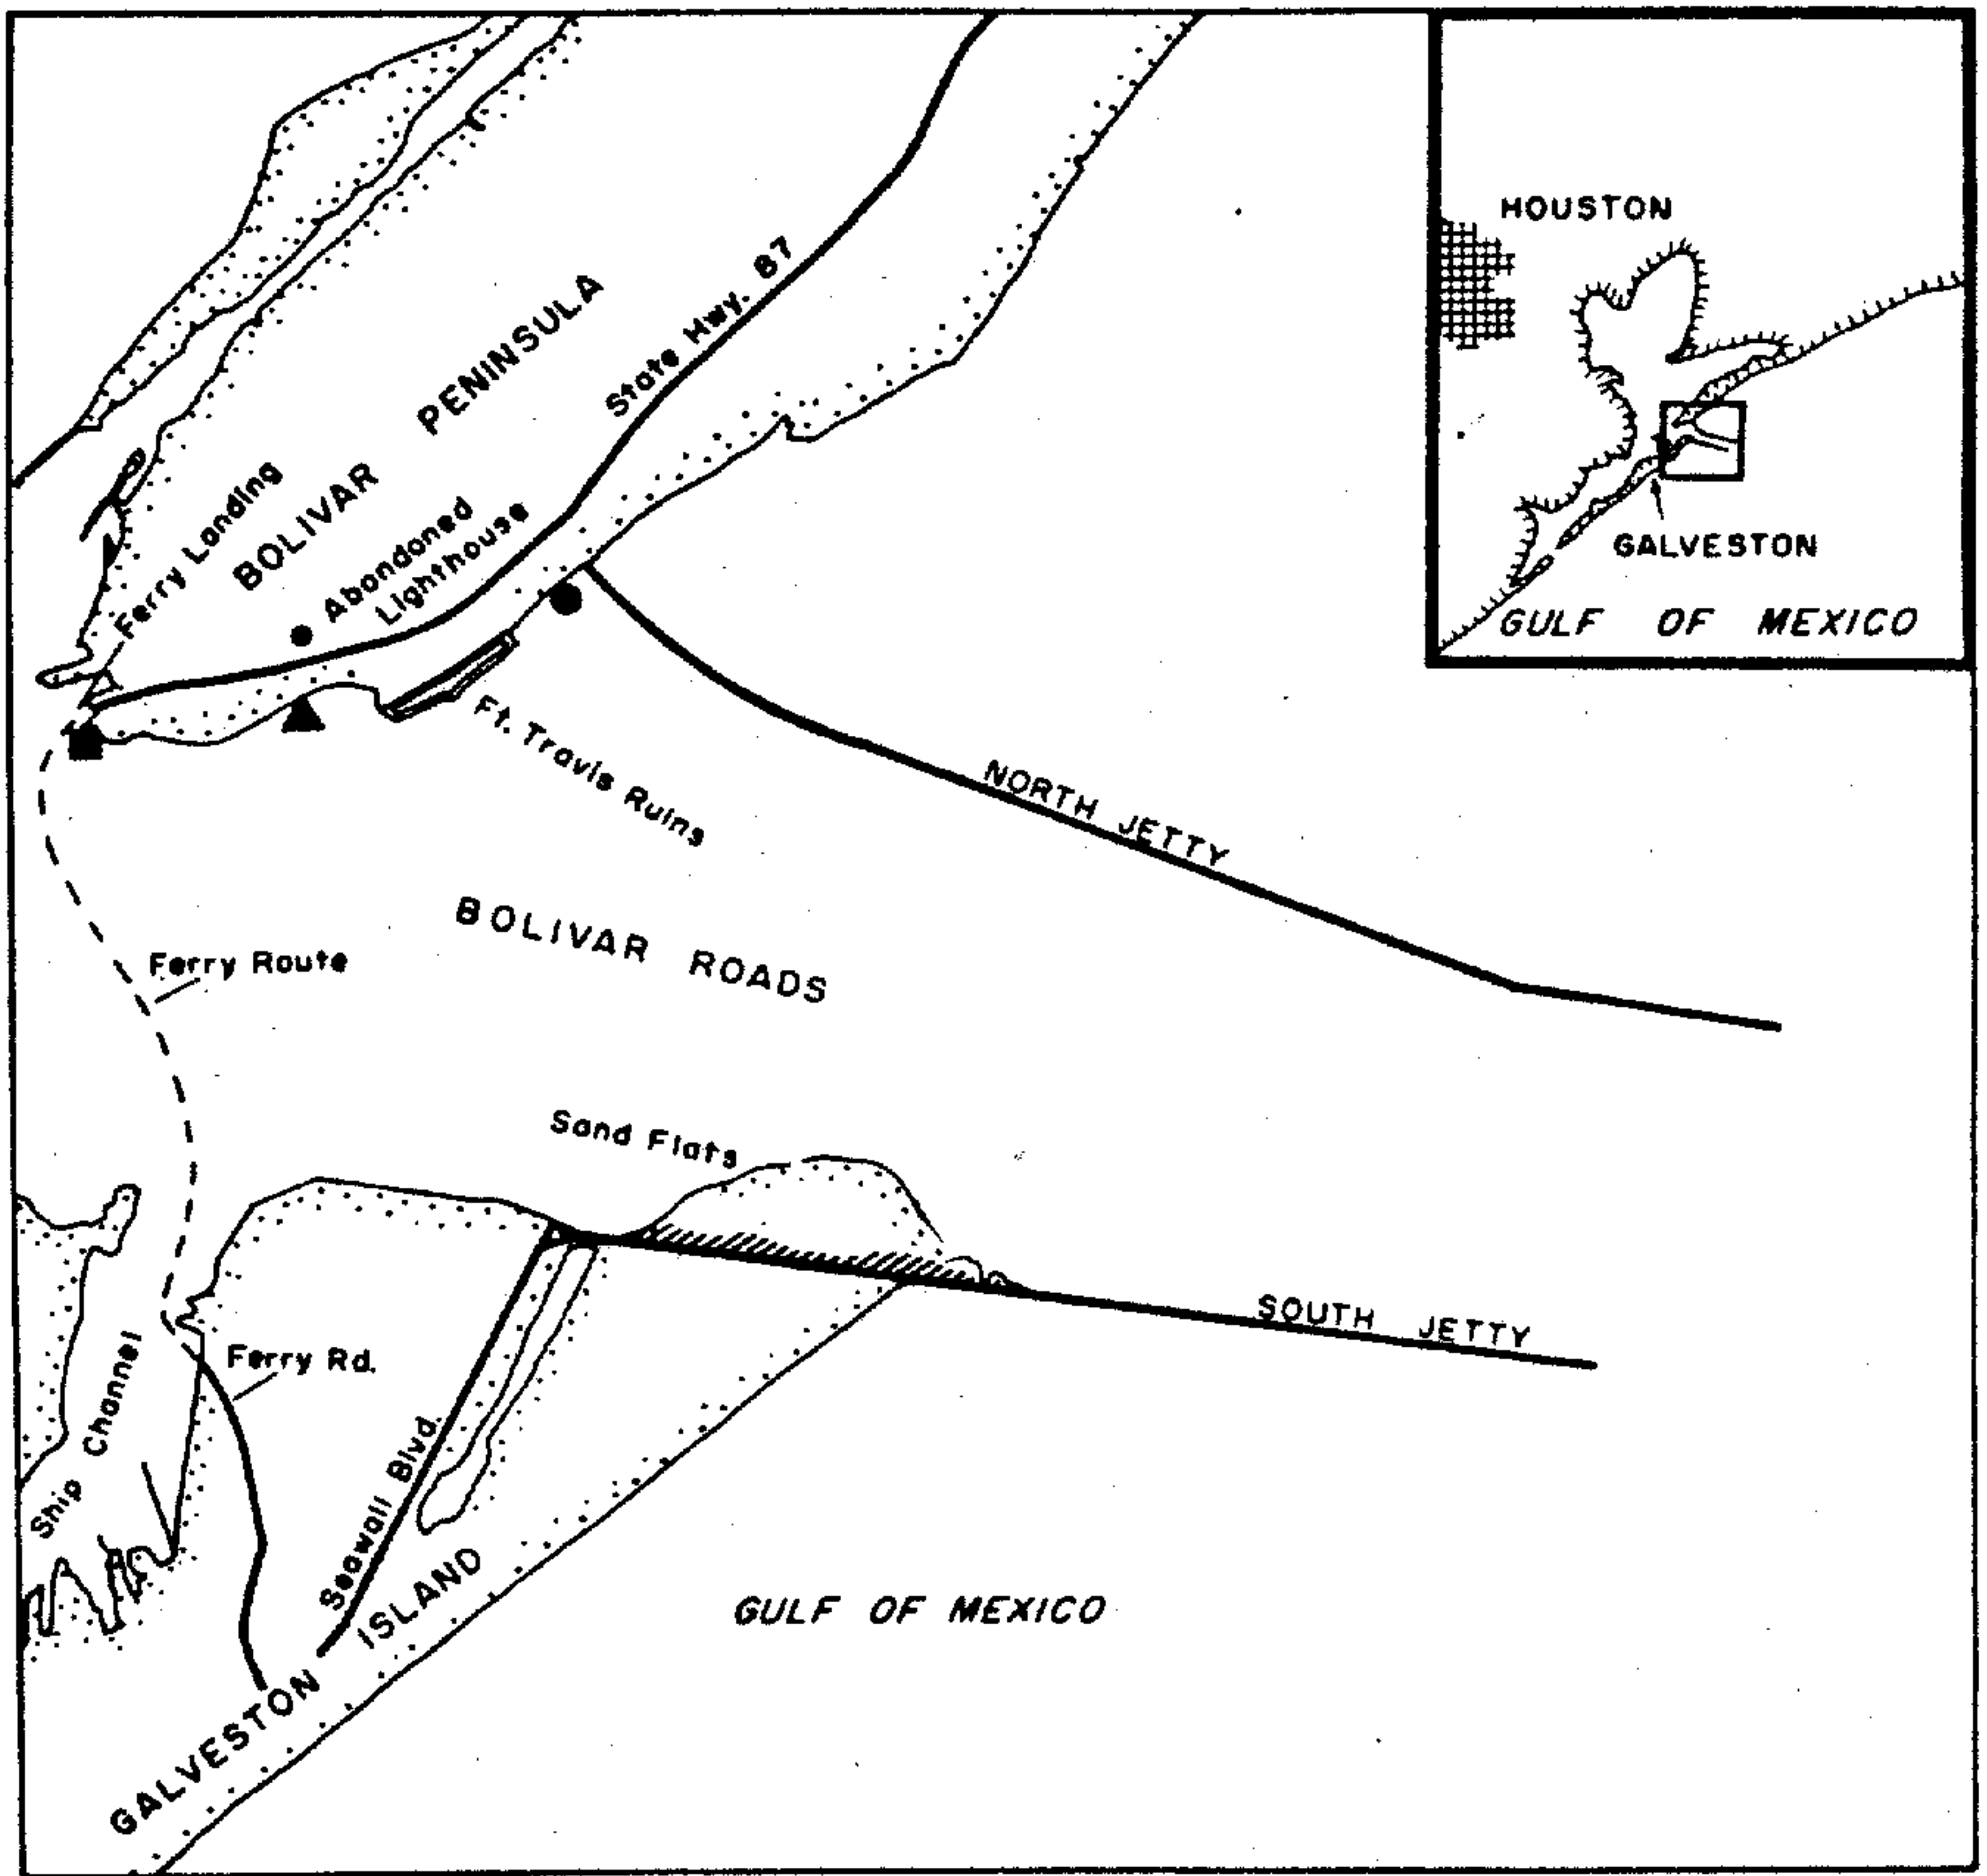 HOUSTON
GALVESTON
GULF OF MEXICO
State Hwy. 87
PENINSULA
BOLIVAR
Ferry Landing
Abandoned
Lighthouse
Ft. Travis Ruins
NORTH JETTY
BOLIVAR ROADS
Ferry Route
Sand Flats
SOUTH JETTY
Ferry Rd.
Ship Channel
Seawall Blvd.
GALVESTON ISLAND
GULF OF MEXICO